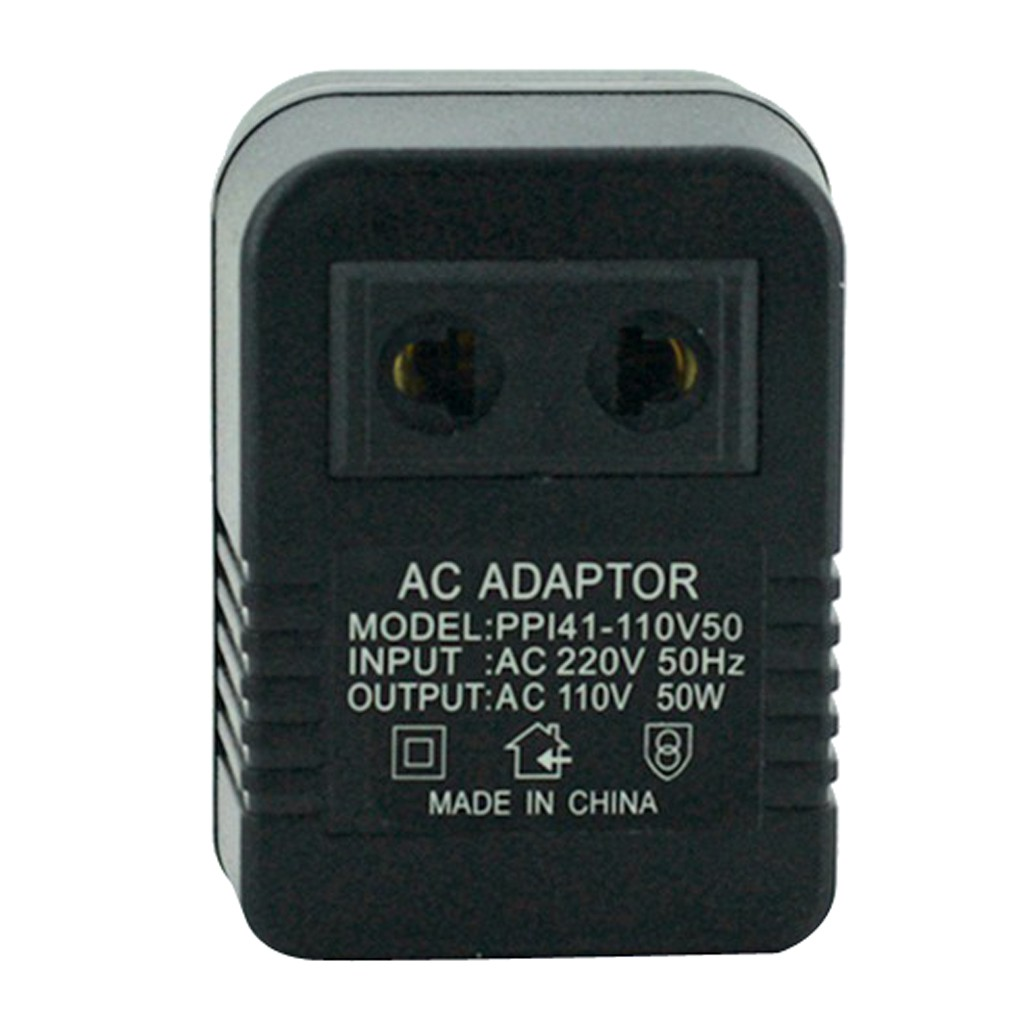 AC ADAPTOR
MODEL:PPI41-110V50
INPUT :AC 220V 50Hz
OUTPUT:AC 110V 50W
MADE IN CHINA